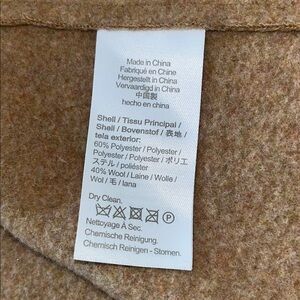 Made in China
Fabriqué en Chine
Hergestellt in China
Vervaardigd in China
中国製
hecho en china
Shell / Tissu Principal /
Shell / Bovenstof / 表地 /
tela exterior:
60% Polyester / Polyester /
Polyester / Polyester / ポリエ
ステル / poliéster
40% Wool / Laine / Wolle /
Wol / 毛 / lana
Dry Clean.
P
Nettoyage À Sec.
Chemische Reinigung.
Chemisch Reinigen - Stomen.